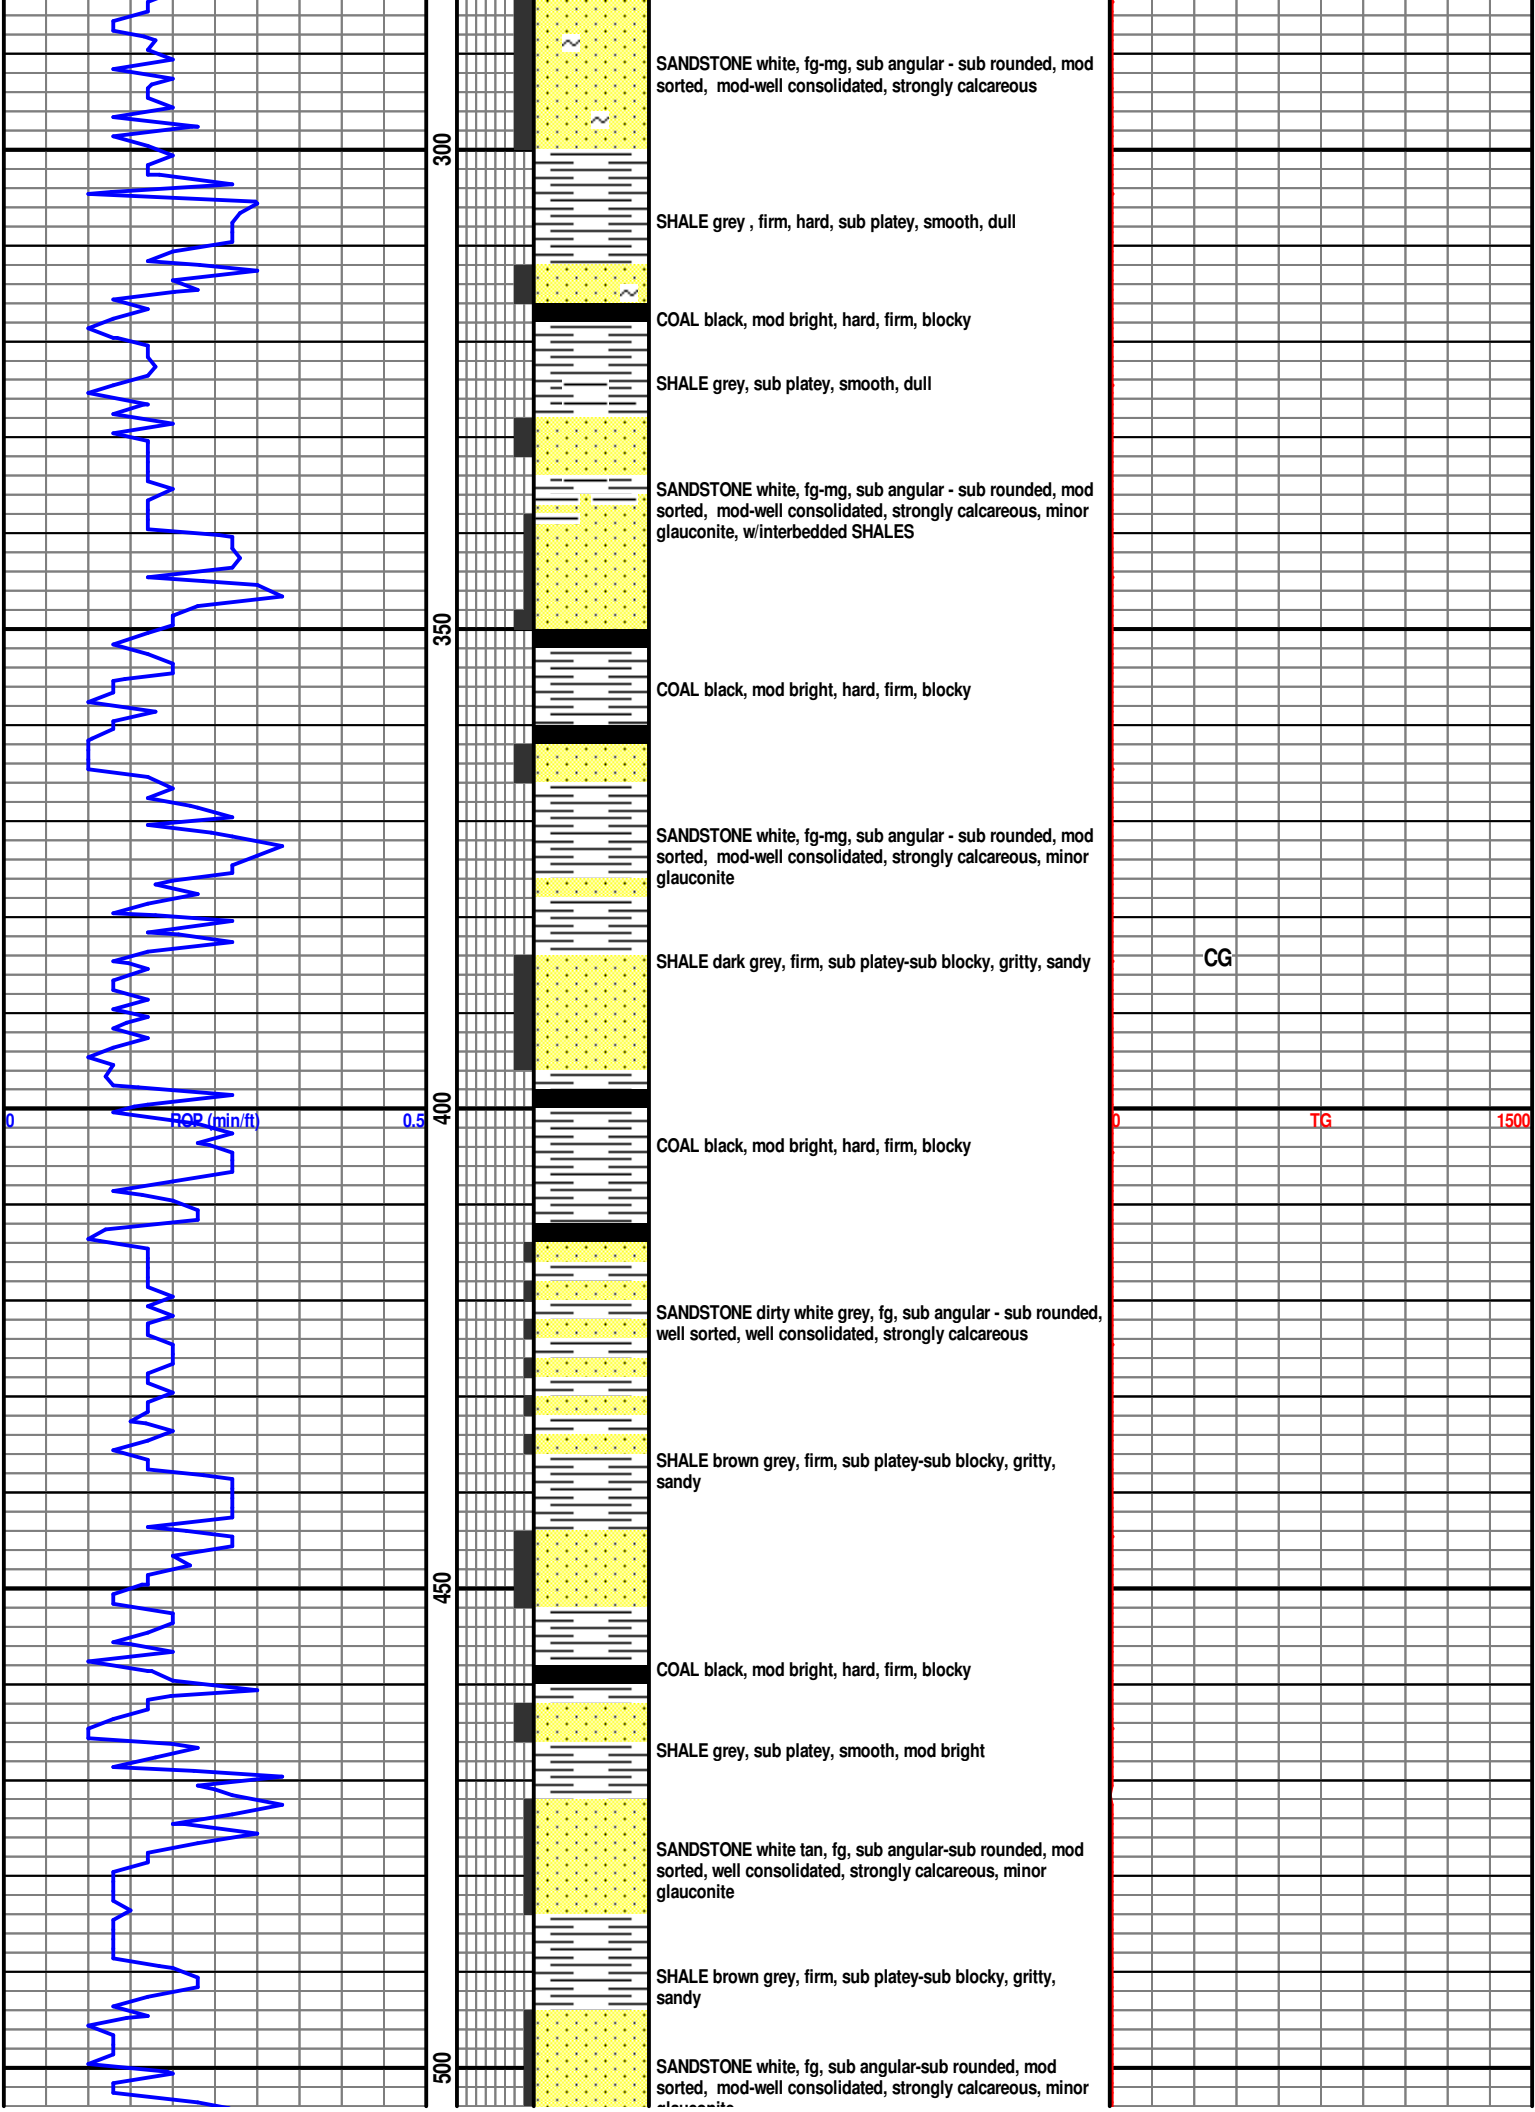 SANDSTONE white, fg-mg, sub angular - sub rounded, mod
sorted, mod-well consolidated, strongly calcareous
300
SHALE grey , firm, hard, sub platey, smooth, dull
COAL black, mod bright, hard, firm, blocky
SHALE grey, sub platey, smooth, dull
SANDSTONE white, fg-mg, sub angular - sub rounded, mod
sorted, mod-well consolidated, strongly calcareous, minor
glauconite, w/interbedded SHALES
350
COAL black, mod bright, hard, firm, blocky
SANDSTONE white, fg-mg, sub angular - sub rounded, mod
sorted, mod-well consolidated, strongly calcareous, minor
glauconite
SHALE dark grey, firm, sub platey-sub blocky, gritty, sandy
CG
0 ROP (min/ft) 0.5
400
0 TG 1500
COAL black, mod bright, hard, firm, blocky
SANDSTONE dirty white grey, fg, sub angular - sub rounded,
well sorted, well consolidated, strongly calcareous
SHALE brown grey, firm, sub platey-sub blocky, gritty,
sandy
450
COAL black, mod bright, hard, firm, blocky
SHALE grey, sub platey, smooth, mod bright
SANDSTONE white tan, fg, sub angular-sub rounded, mod
sorted, well consolidated, strongly calcareous, minor
glauconite
SHALE brown grey, firm, sub platey-sub blocky, gritty,
sandy
500
SANDSTONE white, fg, sub angular-sub rounded, mod
sorted, mod-well consolidated, strongly calcareous, minor